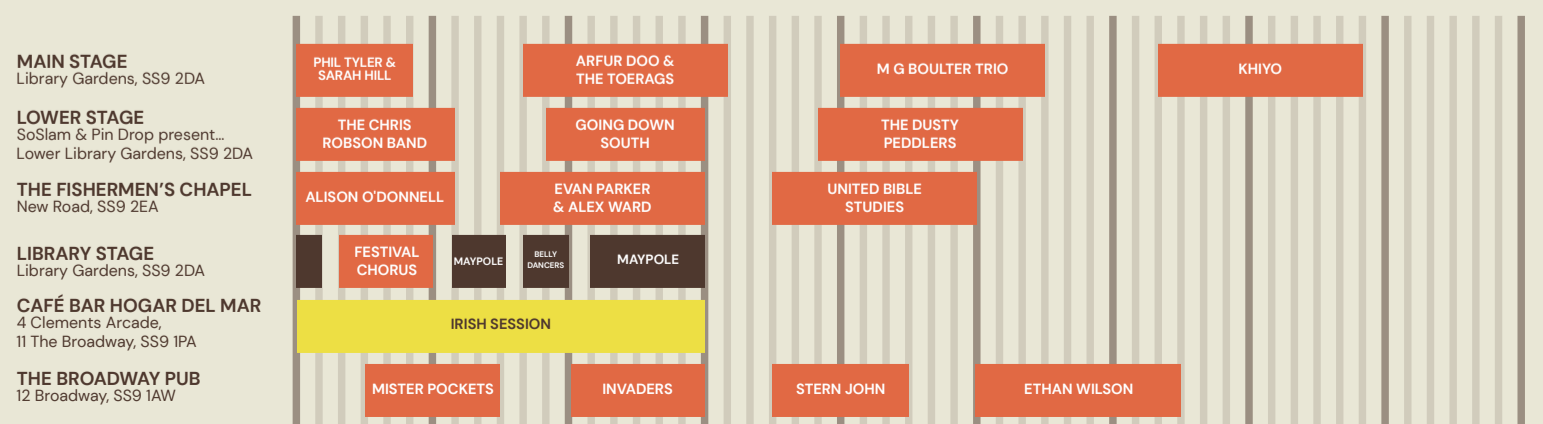 MAIN STAGE
Library Gardens, SS9 2DA
PHIL TYLER &
SARAH HILL
ARFUR DOO &
THE TOERAGS
M G BOULTER TRIO
KHIYO
LOWER STAGE
SoSlam & Pin Drop present...
Lower Library Gardens, SS9 2DA
THE CHRIS
ROBSON BAND
GOING DOWN
SOUTH
THE DUSTY
PEDDLERS
THE FISHERMEN’S CHAPEL
New Road, SS9 2EA
ALISON O'DONNELL
EVAN PARKER
& ALEX WARD
UNITED BIBLE
STUDIES
LIBRARY STAGE
Library Gardens, SS9 2DA
FESTIVAL
CHORUS
MAYPOLE
BELLY
DANCERS
MAYPOLE
CAFÉ BAR HOGAR DEL MAR
4 Clements Arcade,
11 The Broadway, SS9 1PA
IRISH SESSION
THE BROADWAY PUB
12 Broadway, SS9 1AW
MISTER POCKETS
INVADERS
STERN JOHN
ETHAN WILSON